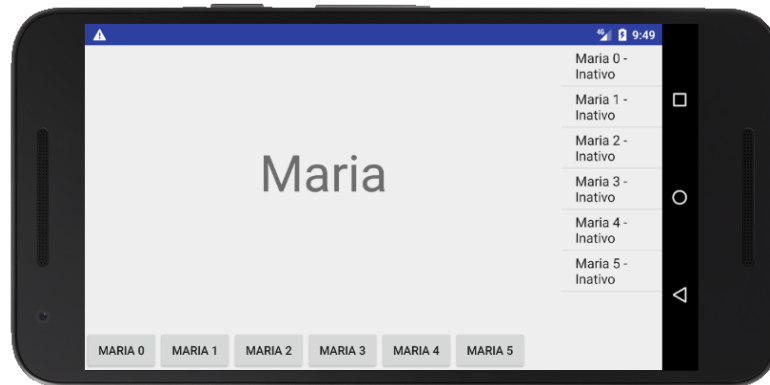 4G 9:49
Maria
Maria 0 -
Inativo
Maria 1 -
Inativo
Maria 2 -
Inativo
Maria 3 -
Inativo
Maria 4 -
Inativo
Maria 5 -
Inativo
MARIA 0 MARIA 1 MARIA 2 MARIA 3 MARIA 4 MARIA 5